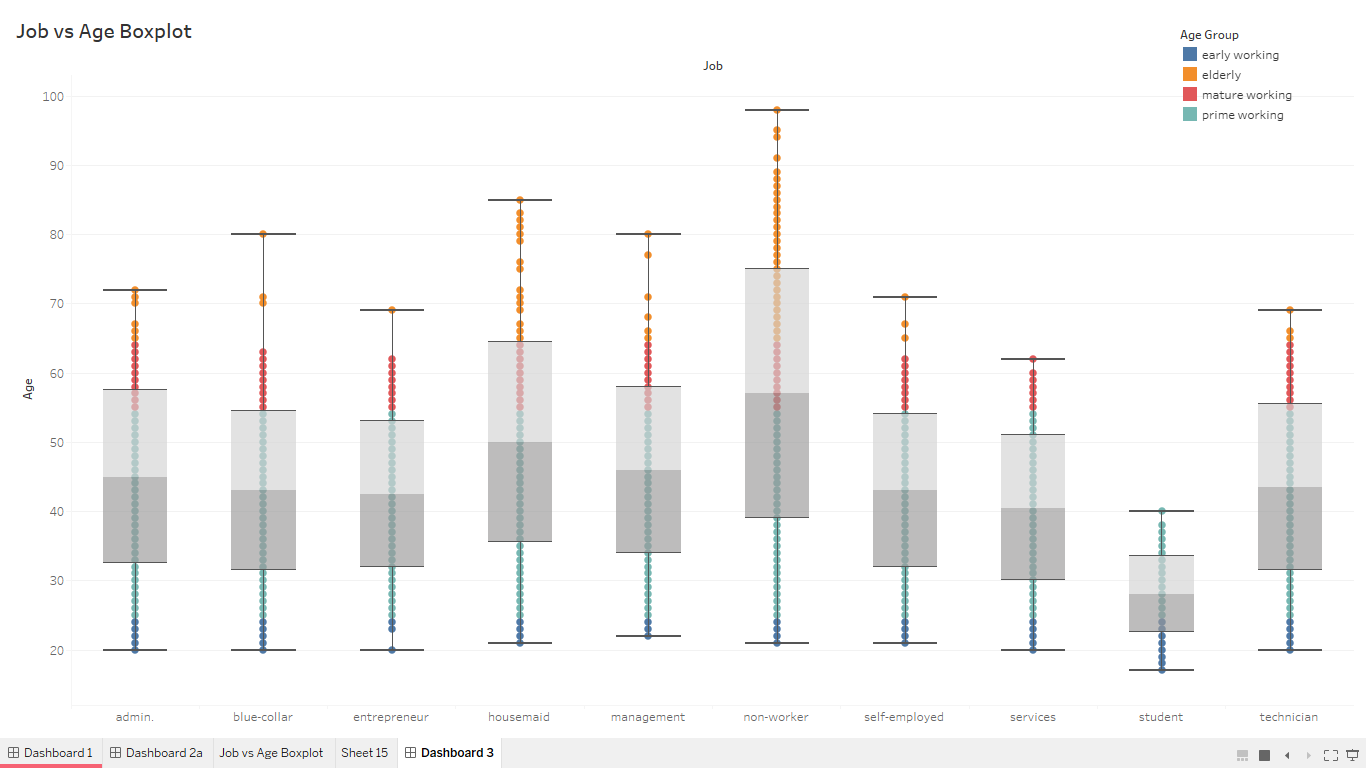 Job vs Age Boxplot
Age Group
early working
elderly
mature working
prime working
Job
100
90
80
70
60
50
40
30
20
Age
admin. blue-collar entrepreneur housemaid management non-worker self-employed services student technician
Dashboard 1 Dashboard 2a Job vs Age Boxplot Sheet 15 Dashboard 3